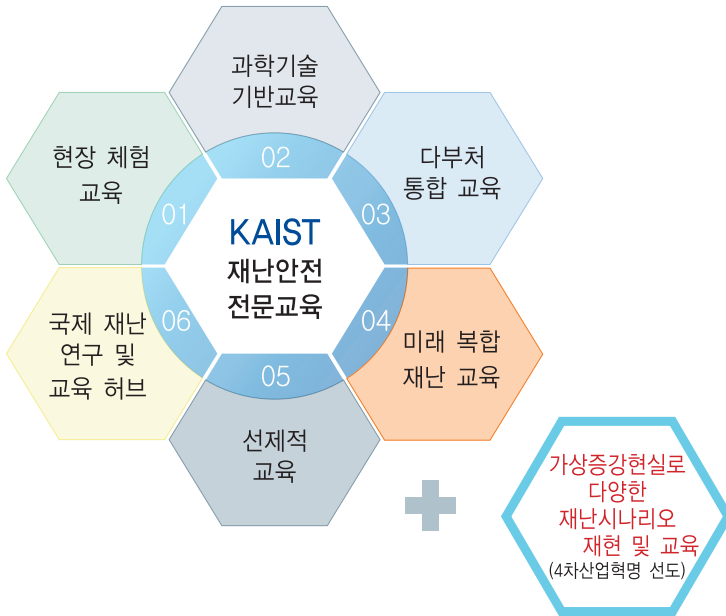 과학기술
기반교육
현장 체험
교육
다부처
통합 교육
02
01
03
KAIST
재난안전
전문교육
06
04
05
국제 재난
연구 및
교육 허브
미래 복합
재난 교육
선제적
교육
가상증강현실로
다양한
재난시나리오
재현 및 교육
(4차산업혁명 선도)